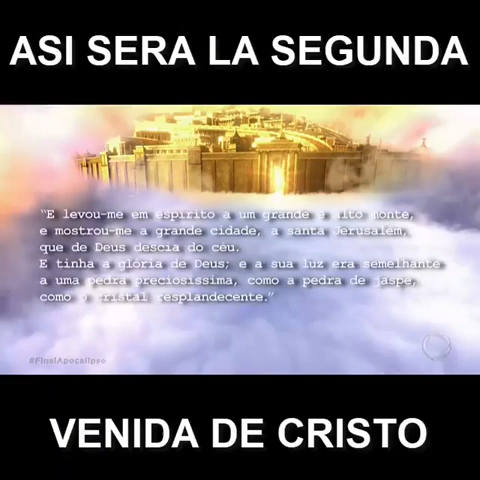 ASI SERA LA SEGUNDA
“E levou-me em espírito a um grande e alto monte,
e mostrou-me a grande cidade, a santa Jerusalém,
que de Deus descia do céu.
E tinha a glória de Deus; e a sua luz era semelhante
a uma pedra preciosíssima, como a pedra de jaspe,
como o cristal resplandecente.”
#FinalApocalipse
VENIDA DE CRISTO